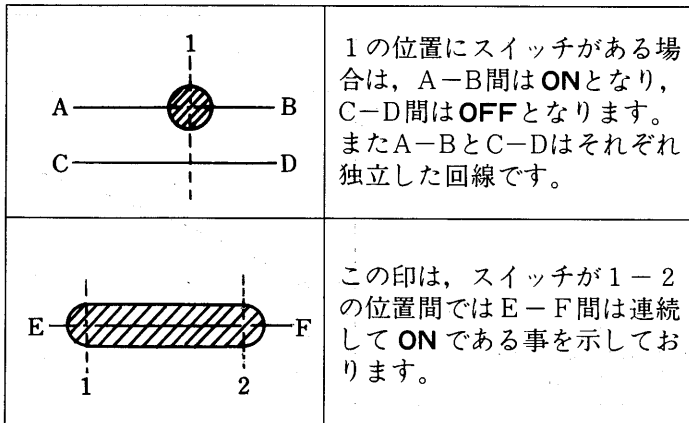 1
A B
C D
１の位置にスイッチがある場
合は，A－B間はONとなり，
C－D間はOFFとなります。
またA－BとC－Dはそれぞれ
独立した回線です。
E F
1 2
この印は，スイッチが１－２
の位置間ではE－F間は連続
してONである事を示してお
ります。